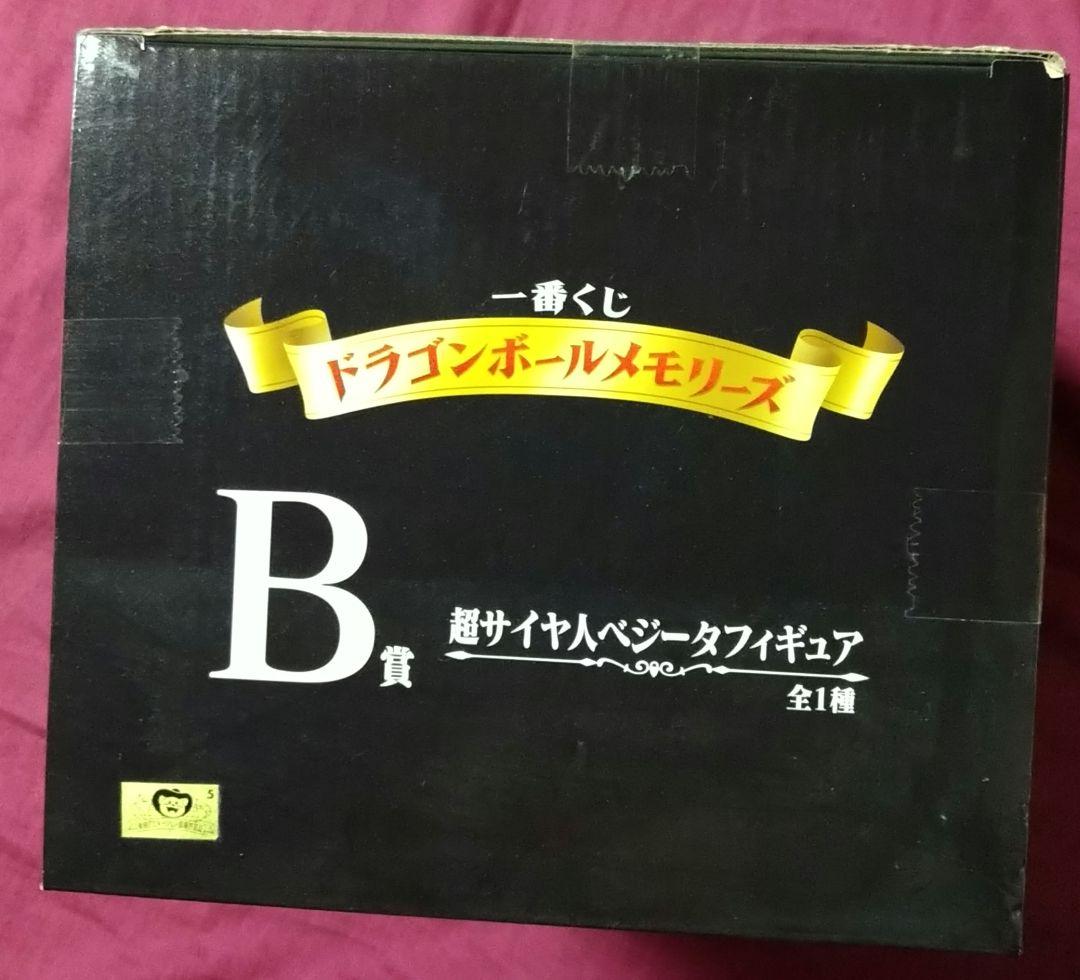 一番くじ
ドラゴンボールメモリーズ
B賞
超サイヤ人ベジータフィギュア
全1種
5